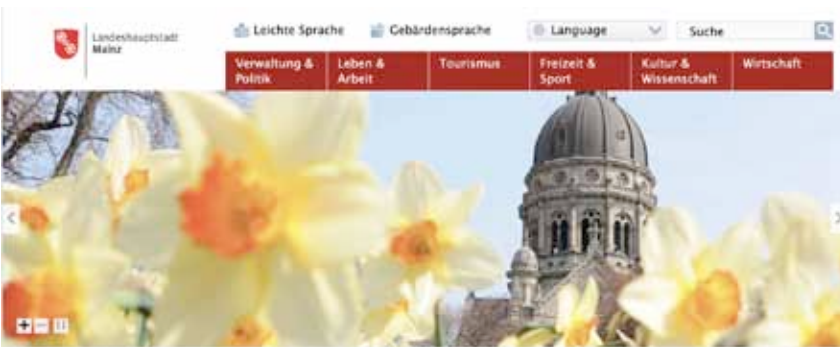 Landeshauptstadt
Mainz
Leichte Sprache
Gebärdensprache
Language
Suche
Verwaltung &
Politik
Leben &
Arbeit
Tourismus
Freizeit &
Sport
Kultur &
Wissenschaft
Wirtschaft